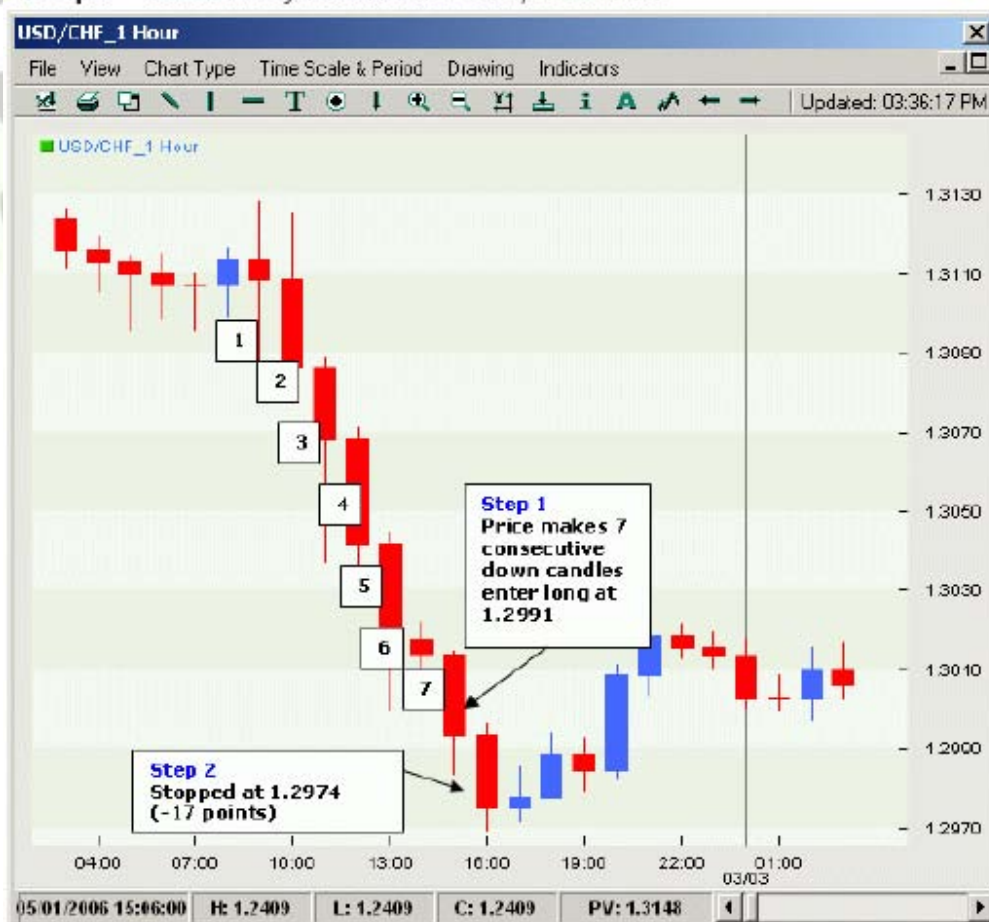 USD/CHF_1 Hour
File View Chart Type Time Scale & Period Drawing Indicators
Updated: 03:36:17 PM
USD/CHF_1 Hour
1.3130
1.3110
1.3090
1.3070
1.3050
1.3030
1.3010
1.2990
1.2970
1
2
3
4
5
6
7
Step 1
Price makes 7
consecutive
down candles
enter long at
1.2991
Step 2
Stopped at 1.2974
(-17 points)
04:00 07:00 10:00 13:00 16:00 19:00 22:00 01:00
03/03
05/01/2006 15:06:00 H: 1.2409 L: 1.2409 C: 1.2409 PV: 1.3148